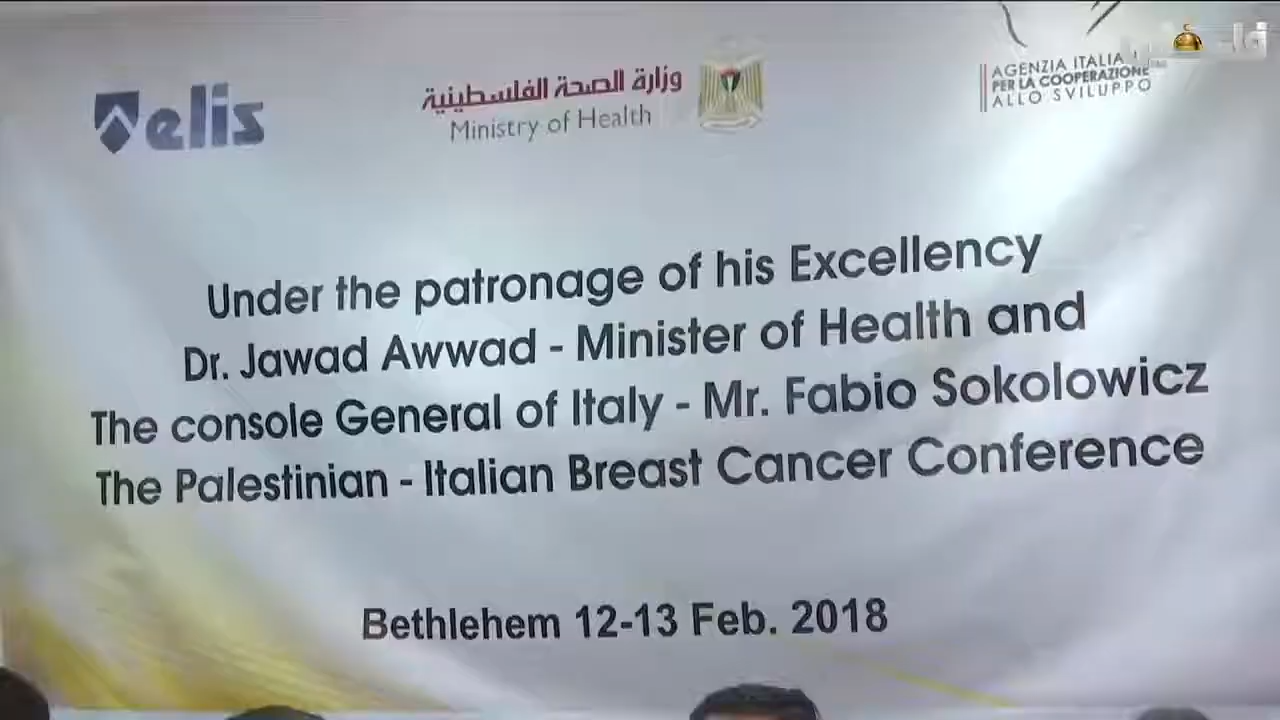 elis
وزارة الصحة الفلسطينية
Ministry of Health
AGENZIA ITALIANA
PER LA COOPERAZIONE
ALLO SVILUPPO
Under the patronage of his Excellency
Dr. Jawad Awwad - Minister of Health and
The console General of Italy - Mr. Fabio Sokolowicz
The Palestinian - Italian Breast Cancer Conference
Bethlehem 12-13 Feb. 2018